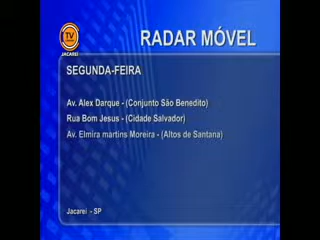 TV
JACAREÍ
RADAR MÓVEL
SEGUNDA-FEIRA
Av. Alex Darque - (Conjunto São Benedito)
Rua Bom Jesus - (Cidade Salvador)
Av. Elmira martins Moreira - (Altos de Santana)
Jacareí - SP